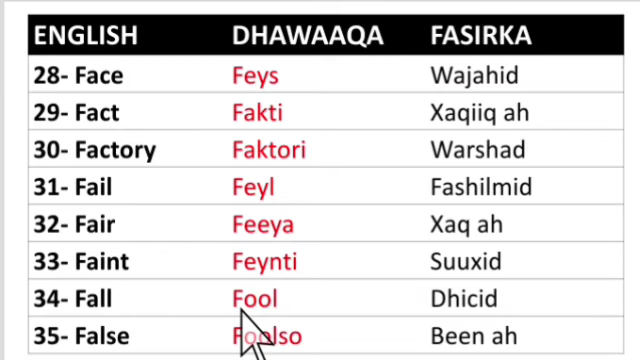 ENGLISH DHAWAAQA FASIRKA
28- Face Feys Wajahid
29- Fact Fakti Xaqiiq ah
30- Factory Faktori Warshad
31- Fail Feyl Fashilmid
32- Fair Feeya Xaq ah
33- Faint Feynti Suuxid
34- Fall Fool Dhicid
35- False Foolso Been ah